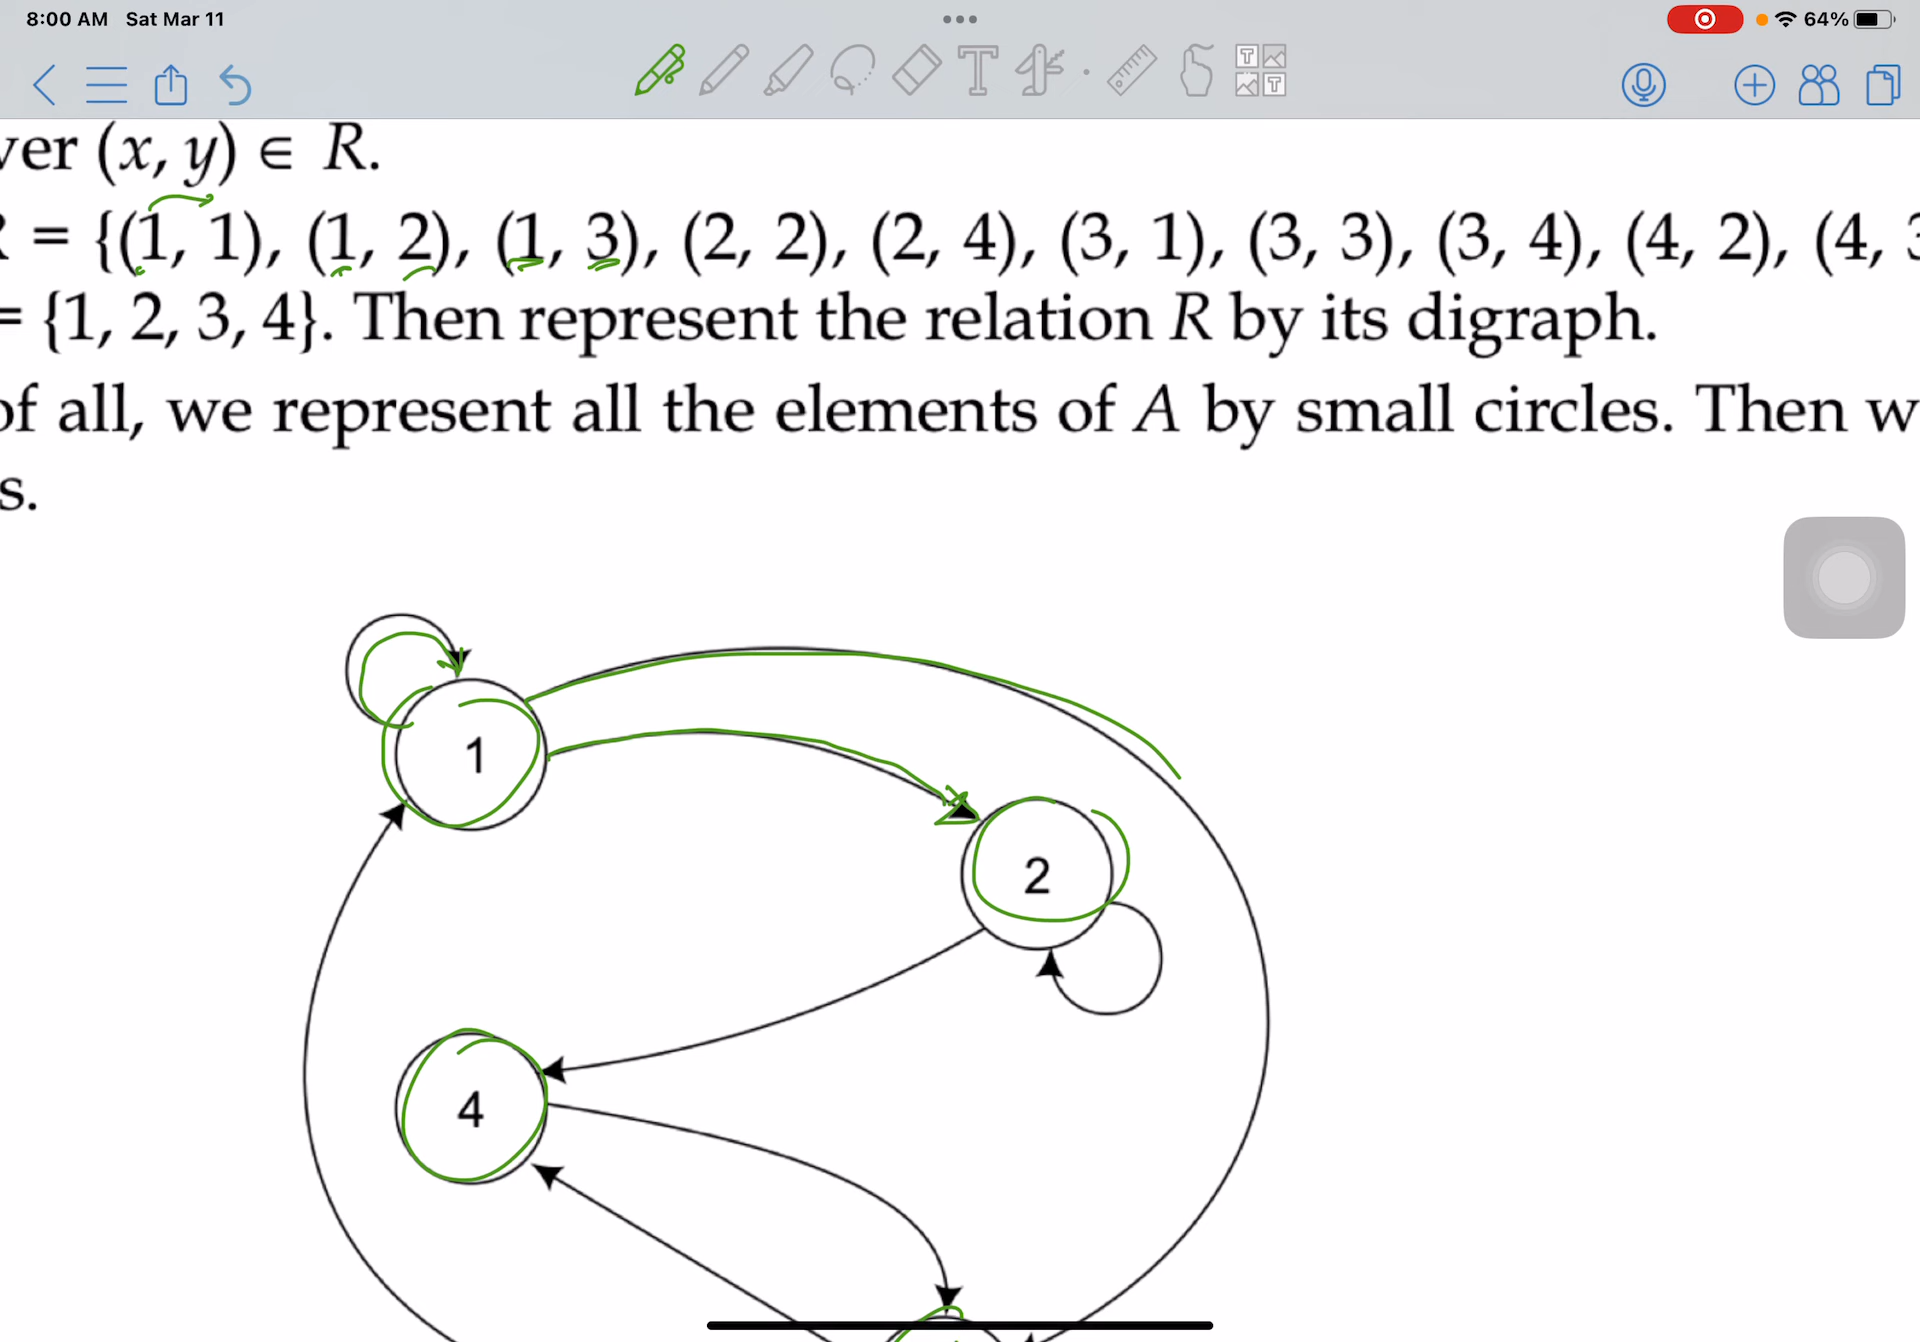 8:00 AM Sat Mar 11
64%
ver (x, y) ∈ R.
= {(1, 1), (1, 2), (1, 3), (2, 2), (2, 4), (3, 1), (3, 3), (3, 4), (4, 2), (4, 3
= {1, 2, 3, 4}. Then represent the relation R by its digraph.
of all, we represent all the elements of A by small circles. Then w
s.
1
2
4